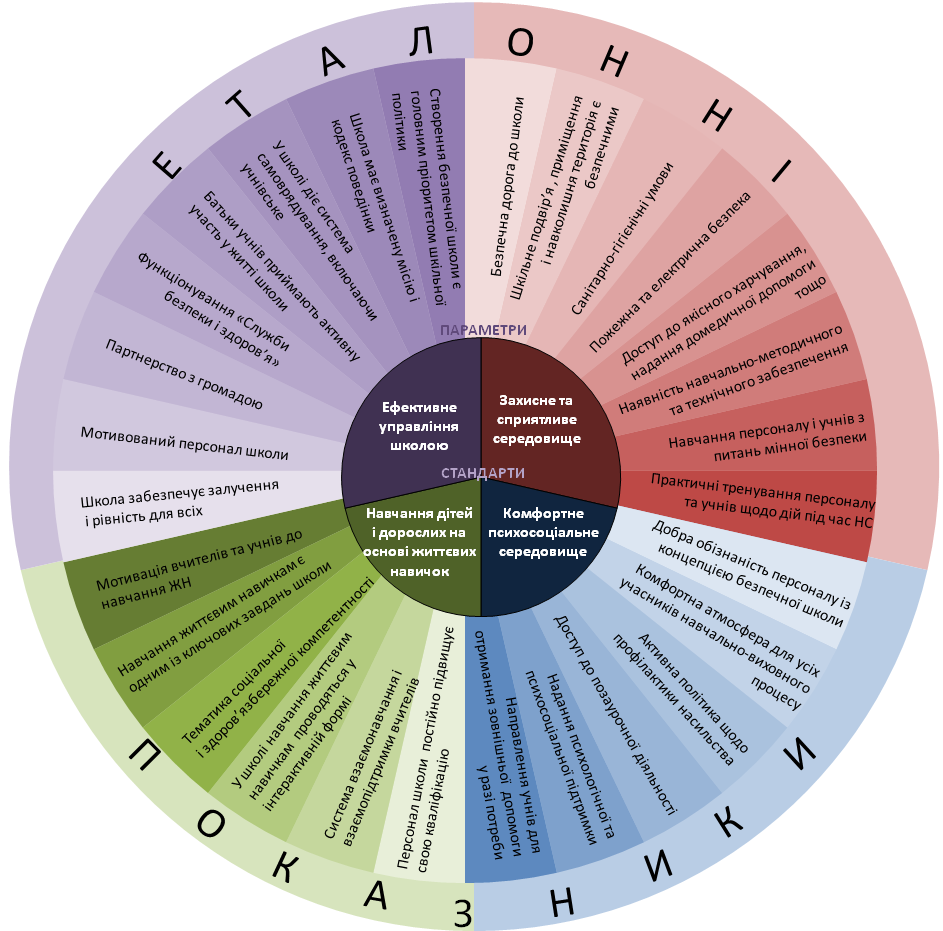 ЕТАЛОННІ
ПОКАЗНИКИ
ПАРАМЕТРИ
СТАНДАРТИ
Ефективне
управління
школою
Захисне та
сприятливе
середовище
Навчання дітей
і дорослих на
основі життєвих
навичок
Комфортне
психосоціальне
середовище
Безпечна дорога до школи
Шкільне подвір’я , приміщення
і навколишня територія є
безпечними
Санітарно-гігієнічні умови
Пожежна та електрична безпека
Доступ до якісного харчування,
надання домедичної допомоги
тощо
Наявність навчально-методичного
та технічного забезпечення
Навчання персоналу і учнів з
питань мінної безпеки
Практичні тренування персоналу
та учнів щодо дій під час НС
Добра обізнаність персоналу із
концепцією безпечної школи
Комфортна атмосфера для усіх
учасників навчально-виховного
процесу
Активна політика щодо
профілактики насильства
Доступ до позаурочної діяльності
Надання психологічної та
психосоціальної підтримки
Направлення учнів для
отримання зовнішньої допомоги
у разі потреби
Персонал школи постійно підвищує
свою кваліфікацію
Система взаємонавчання і
взаємопідтримки вчителів
У школі навчання життєвим
навичкам проводяться у
інтерактивній формі
Тематика соціальної
і здоров’язбережної компетентності
Навчання життєвим навичкам є
одним із ключових завдань школи
Мотивація вчителів та учнів до
навчання ЖН
Школа забезпечує залучення
і рівність для всіх
Мотивований персонал школи
Партнерство з громадою
Функціонування «Служби
безпеки і здоров’я»
Батьки учнів приймають активну
участь у житті школи
У школі діє система
самоврядування, включаючи
учнівське
Школа має визначену місію і
кодекс поведінки
Створення безпечної школи є
головним пріоритетом шкільної
політики